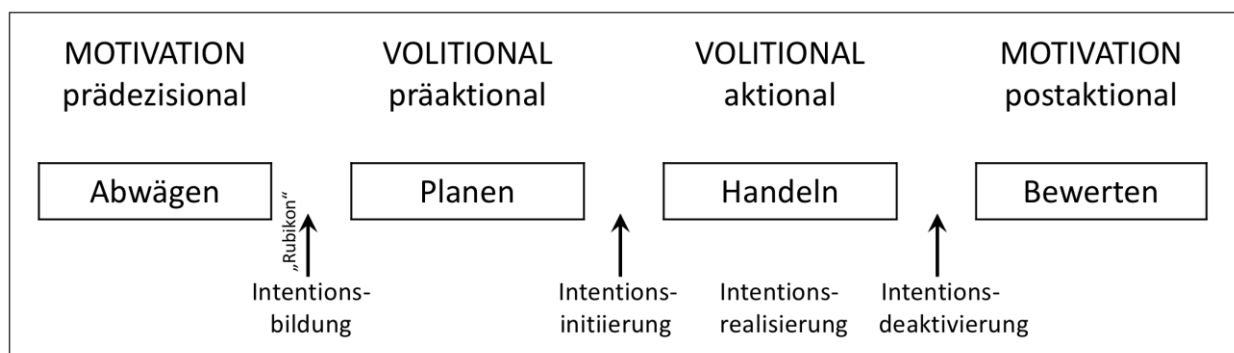 MOTIVATION
prädezisional
VOLITIONAL
präaktional
VOLITIONAL
aktional
MOTIVATION
postaktional
Abwägen
Planen
Handeln
Bewerten
„Rubikon“
Intentions-
bildung
Intentions-
initiierung
Intentions-
realisierung
Intentions-
deaktivierung